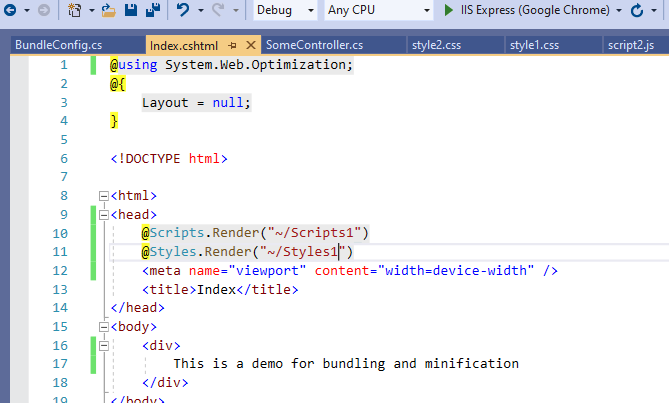 Debug Any CPU IIS Express (Google Chrome)
BundleConfig.cs Index.cshtml SomeController.cs style2.css style1.css script2.js
1 @using System.Web.Optimization;
2 @{
3 Layout = null;
4 }
5
6 <!DOCTYPE html>
7
8 <html>
9 <head>
10 @Scripts.Render("~/Scripts1")
11 @Styles.Render("~/Styles1")
12 <meta name="viewport" content="width=device-width" />
13 <title>Index</title>
14 </head>
15 <body>
16 <div>
17 This is a demo for bundling and minification
18 </div>
19 </body>